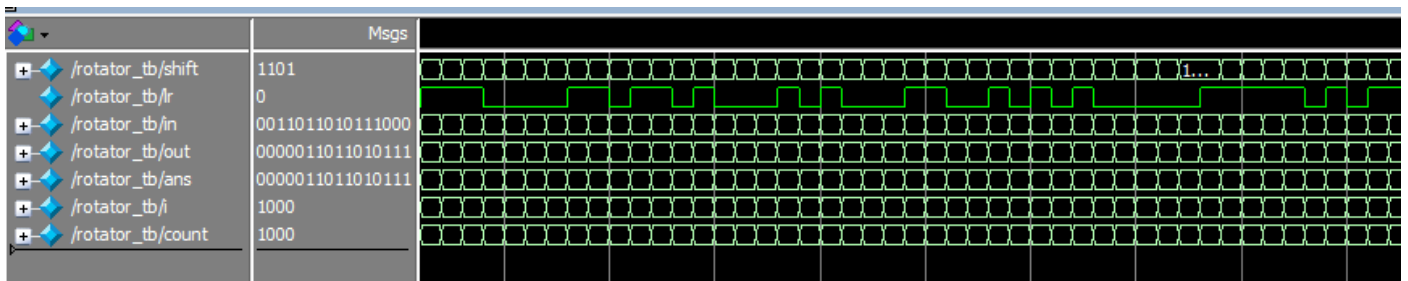 Msgs
/rotator_tb/shift 1101 1...
/rotator_tb/lr 0
/rotator_tb/in 0011011010111000
/rotator_tb/out 0000011011010111
/rotator_tb/ans 0000011011010111
/rotator_tb/i 1000
/rotator_tb/count 1000